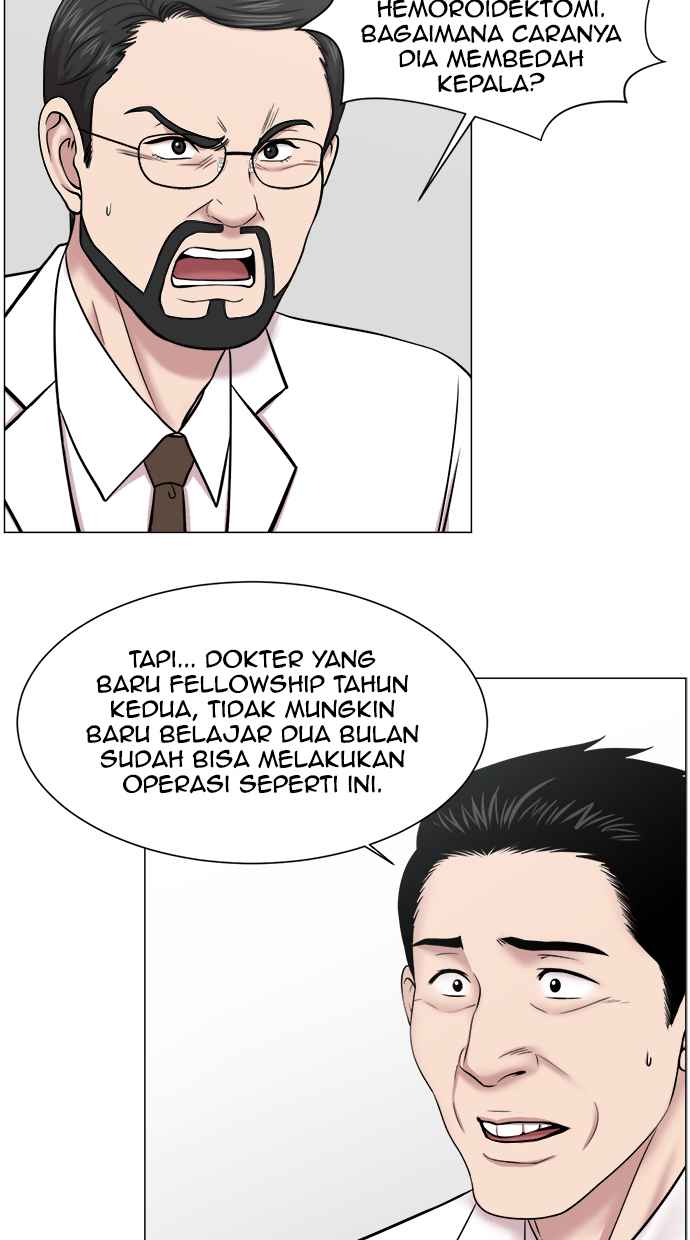 HEMOROIDEKTOMI.
BAGAIMANA CARANYA
DIA MEMBEDAH
KEPALA?
TAPI... DOKTER YANG
BARU FELLOWSHIP TAHUN
KEDUA, TIDAK MUNGKIN
BARU BELAJAR DUA BULAN
SUDAH BISA MELAKUKAN
OPERASI SEPERTI INI.